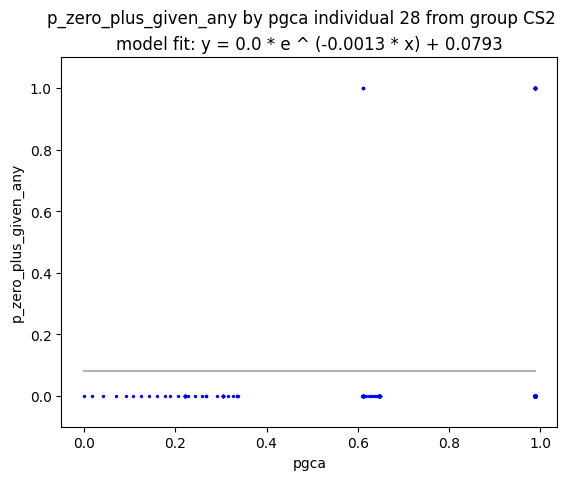 p_zero_plus_given_any by pgca individual 28 from group CS2
model fit: y = 0.0 * e ^ (-0.0013 * x) + 0.0793
1.0
0.8
0.6
0.4
0.2
0.0
p_zero_plus_given_any
0.0 0.2 0.4 0.6 0.8 1.0
pgca